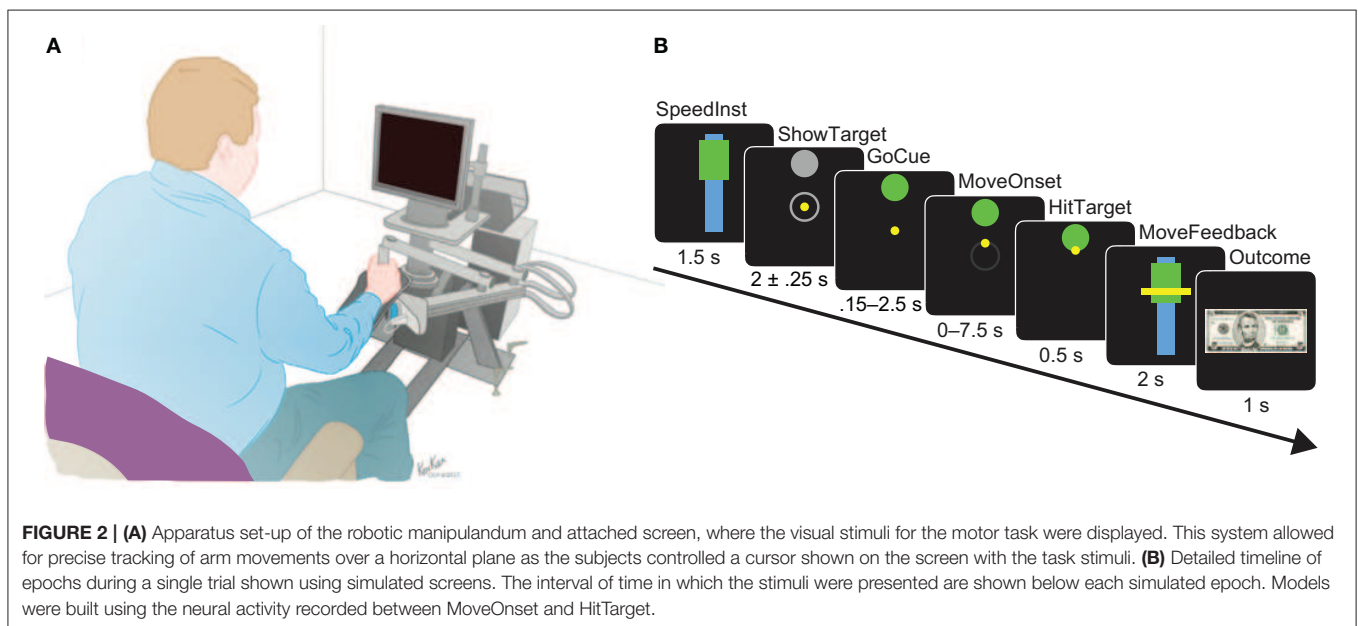 A
B
SpeedInst
ShowTarget
GoCue
MoveOnset
HitTarget
MoveFeedback
Outcome
1.5 s
2 ± .25 s
.15–2.5 s
0–7.5 s
0.5 s
2 s
1 s
FIGURE 2 | (A) Apparatus set-up of the robotic manipulandum and attached screen, where the visual stimuli for the motor task were displayed. This system allowed
for precise tracking of arm movements over a horizontal plane as the subjects controlled a cursor shown on the screen with the task stimuli. (B) Detailed timeline of
epochs during a single trial shown using simulated screens. The interval of time in which the stimuli were presented are shown below each simulated epoch. Models
were built using the neural activity recorded between MoveOnset and HitTarget.